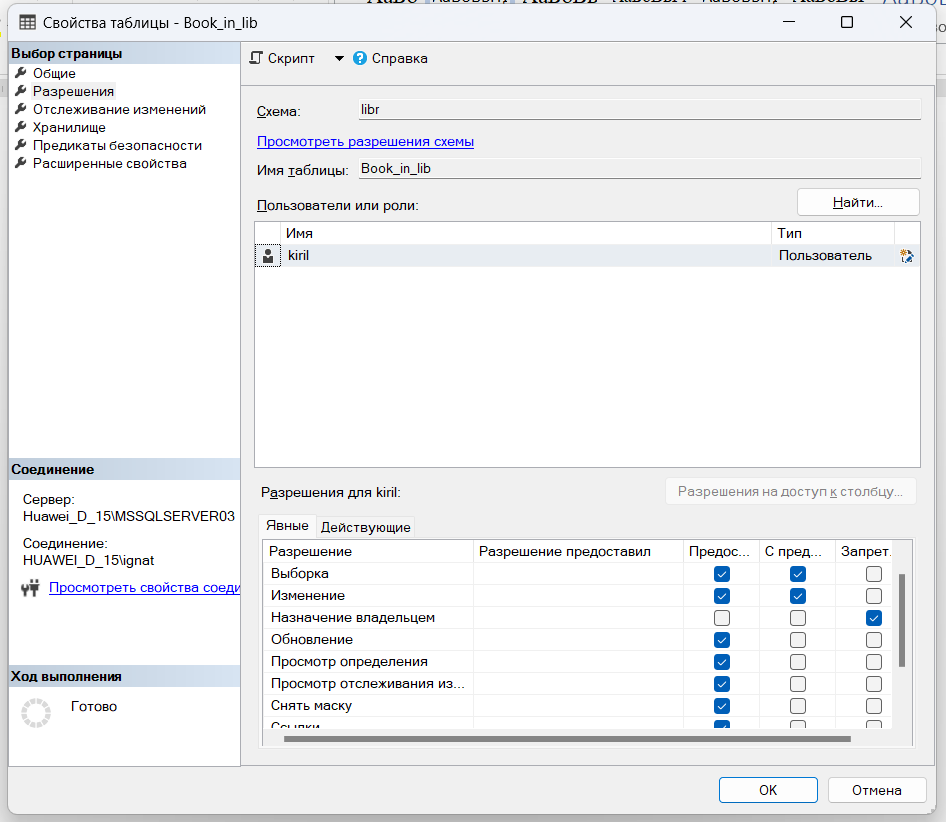 Свойства таблицы - Book_in_lib
Выбор страницы
Общие
Разрешения
Отслеживание изменений
Хранилище
Предикаты безопасности
Расширенные свойства
Скрипт
Справка
Схема:
libr
Просмотреть разрешения схемы
Имя таблицы:
Book_in_lib
Пользователи или роли:
Найти...
Имя
Тип
kiril
Пользователь
Соединение
Сервер:
Huawei_D_15\MSSQLSERVER03
Соединение:
HUAWEI_D_15\ignat
Просмотреть свойства соеди
Ход выполнения
Готово
Разрешения для kiril:
Разрешения на доступ к столбцу...
Явные
Действующие
Разрешение
Разрешение предоставил
Предос...
С пред...
Запрет.
Выборка
Изменение
Назначение владельцем
Обновление
Просмотр определения
Просмотр отслеживания из...
Снять маску
Ссылки
OK
Отмена